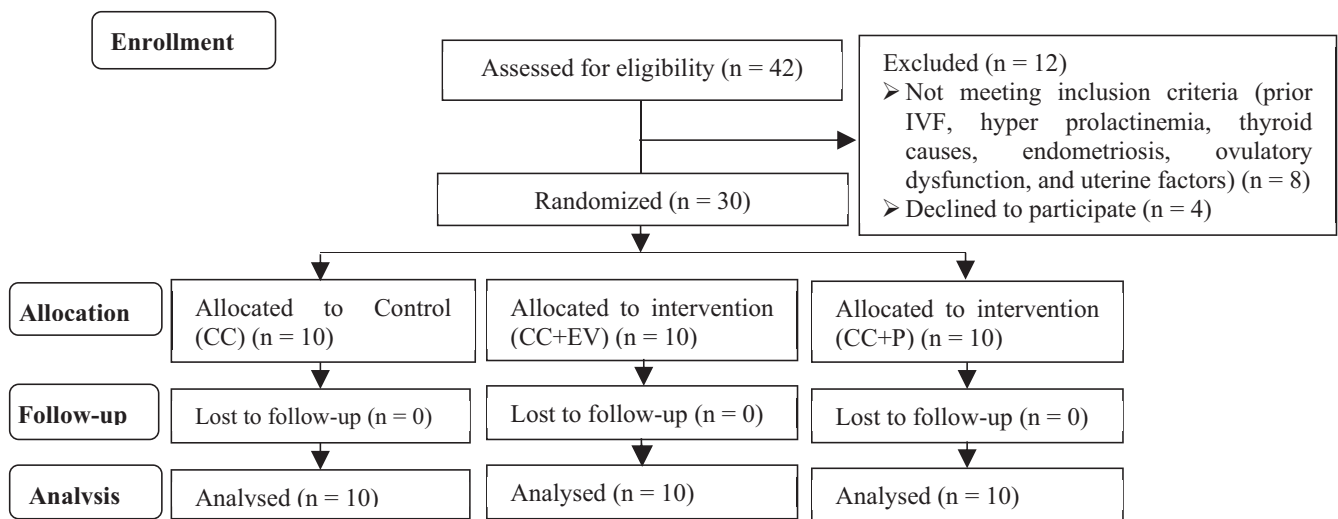 Enrollment
Assessed for eligibility (n = 42)
Excluded (n = 12)
➢ Not meeting inclusion criteria (prior
IVF, hyper prolactinemia, thyroid
causes, endometriosis, ovulatory
dysfunction, and uterine factors) (n = 8)
➢ Declined to participate (n = 4)
Randomized (n = 30)
Allocation
Allocated to Control
(CC) (n = 10)
Allocated to intervention
(CC+EV) (n = 10)
Allocated to intervention
(CC+P) (n = 10)
Follow-up
Lost to follow-up (n = 0)
Lost to follow-up (n = 0)
Lost to follow-up (n = 0)
Analysis
Analysed (n = 10)
Analysed (n = 10)
Analysed (n = 10)